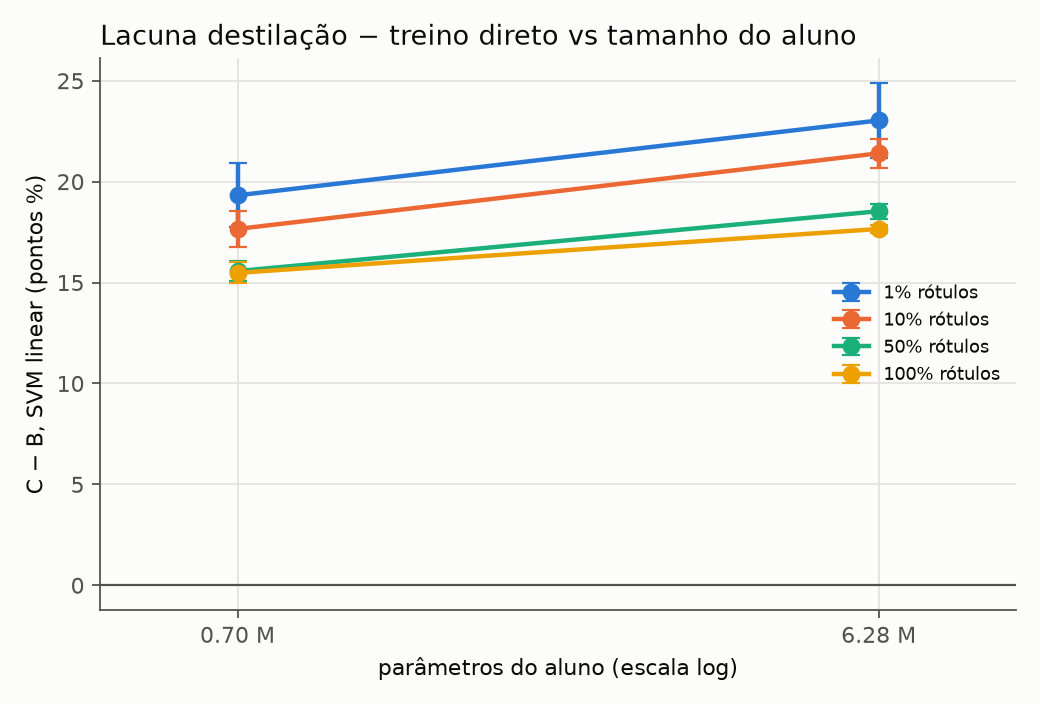 Lacuna destilação − treino direto vs tamanho do aluno
C − B, SVM linear (pontos %)
25
20
15
10
5
0
1% rótulos
10% rótulos
50% rótulos
100% rótulos
0.70 M
6.28 M
parâmetros do aluno (escala log)